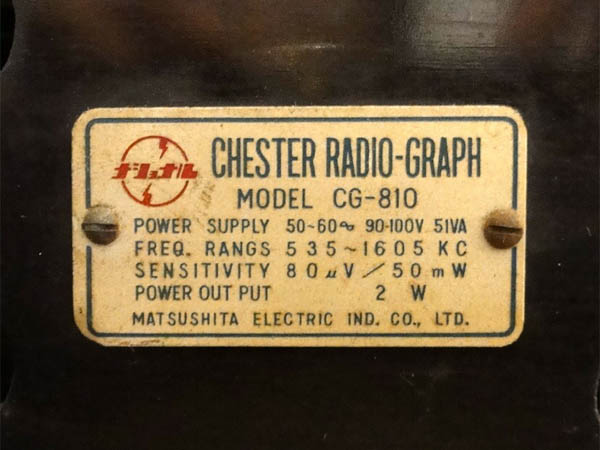 ナショナル
CHESTER RADIO-GRAPH
MODEL CG-810
POWER SUPPLY 50~60~ 90-100V 51VA
FREQ. RANGS 535~1605 KC
SENSITIVITY 80μV/50mW
POWER OUT PUT 2 W
MATSUSHITA ELECTRIC IND. CO., LTD.